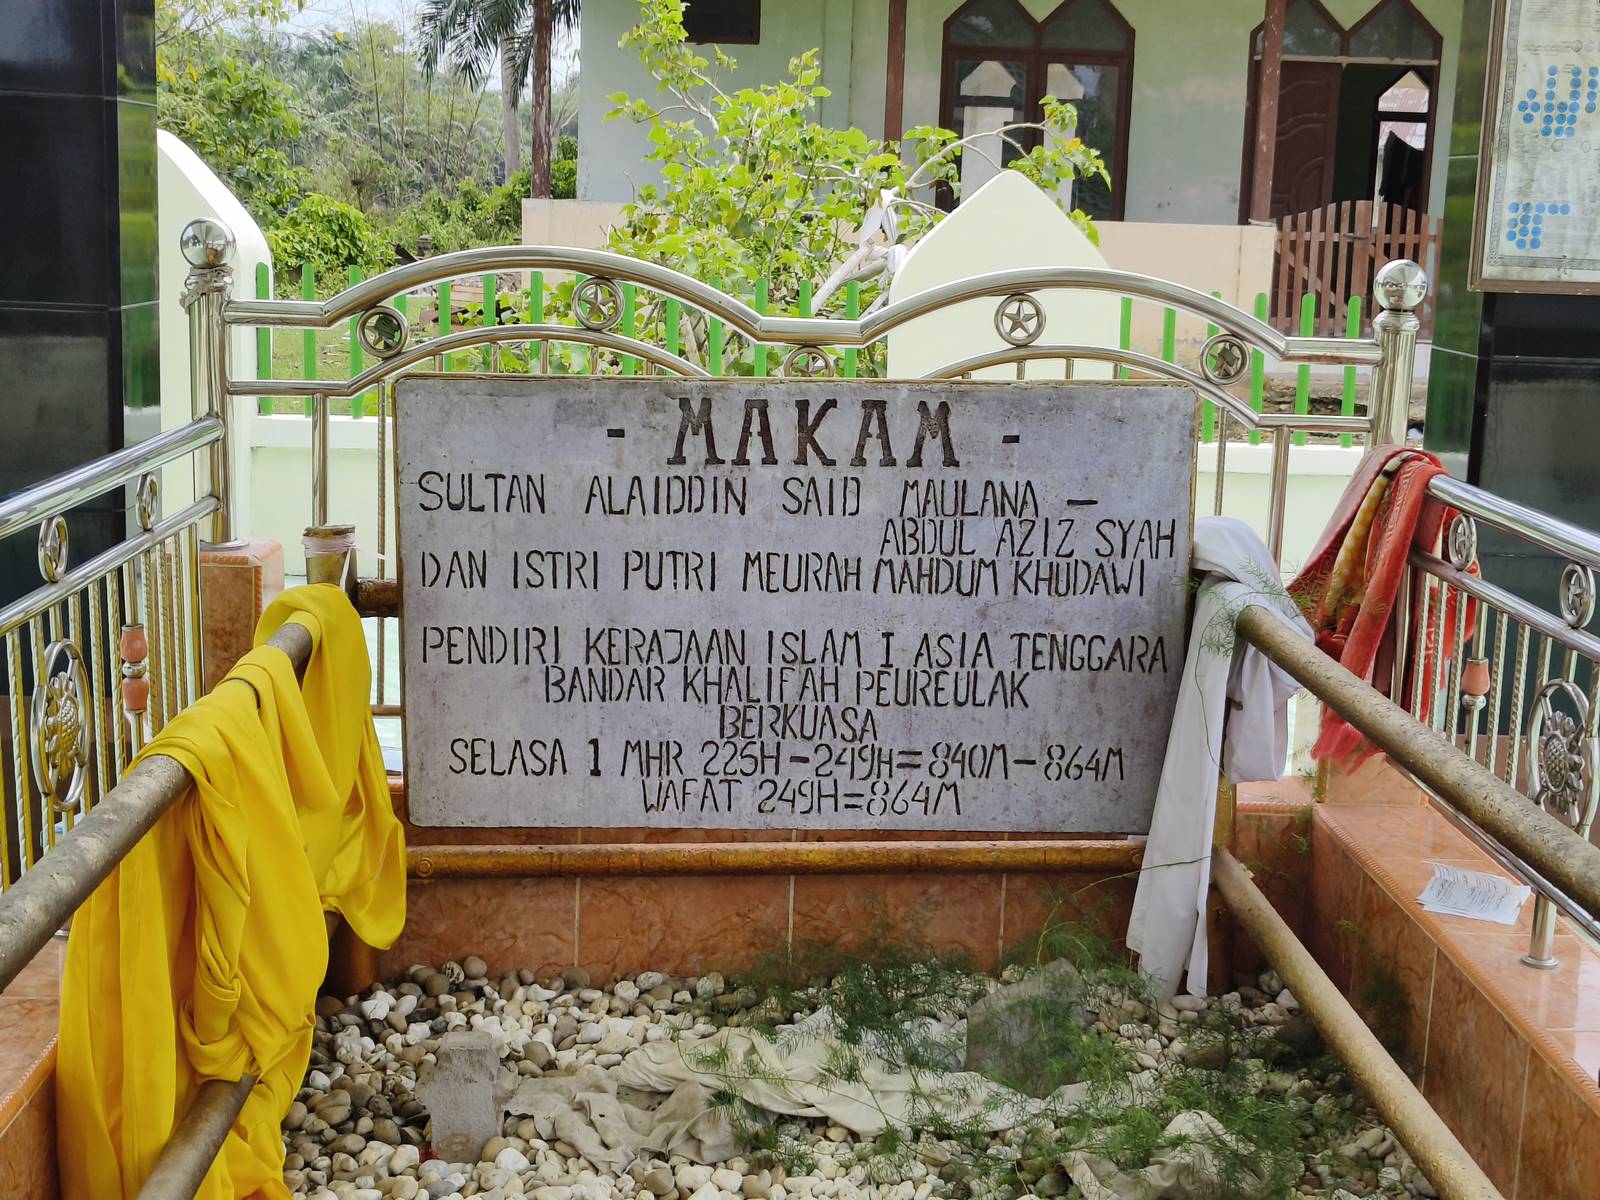 - MAKAM -
SULTAN ALAIDDIN SAID MAULANA –
ABDUL AZIZ SYAH
DAN ISTRI PUTRI MEURAH MAHDUM KHUDAWI
PENDIRI KERAJAAN ISLAM I ASIA TENGGARA
BANDAR KHALIFAH PEUREULAK
BERKUASA
SELASA 1 MHR 225H – 249H = 840M – 864M
WAFAT 249H = 864M